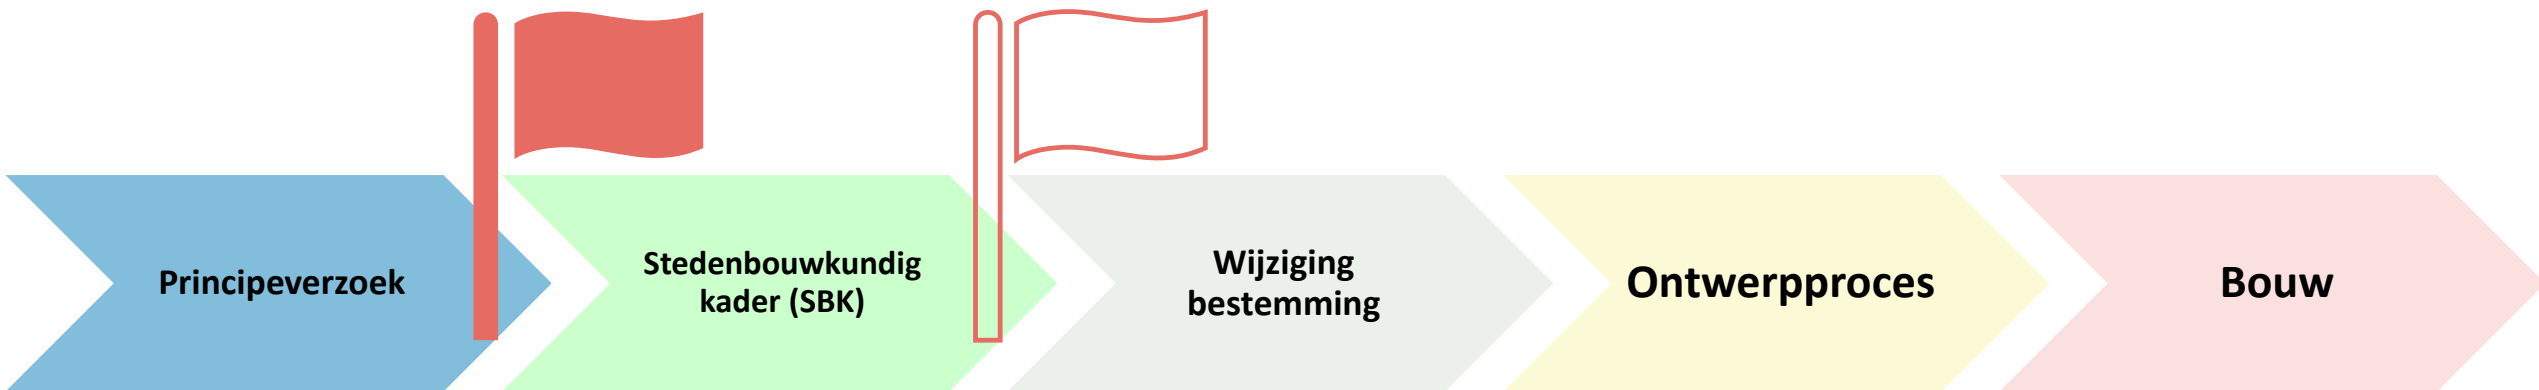 Principeverzoek
Stedenbouwkundig
kader (SBK)
Wijziging
bestemming
Ontwerpproces
Bouw